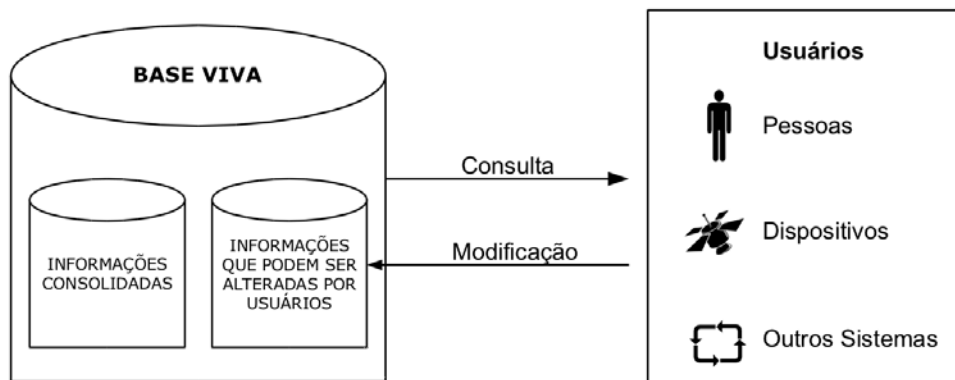 BASE VIVA
INFORMAÇÕES
CONSOLIDADAS
INFORMAÇÕES
QUE PODEM SER
ALTERADAS POR
USUÁRIOS
Consulta
Modificação
Usuários
Pessoas
Dispositivos
Outros Sistemas